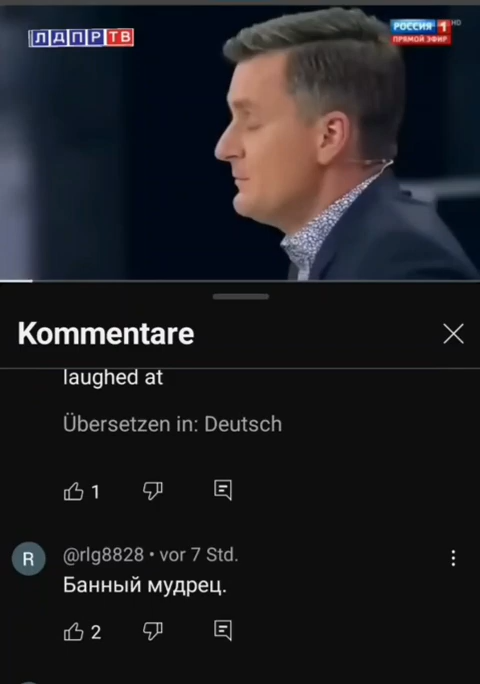 ЛДПР ТВ
РОССИЯ 1 HD
ПРЯМОЙ ЭФИР
Kommentare
laughed at
Übersetzen in: Deutsch
1
R
@rlg8828 • vor 7 Std.
Банный мудрец.
2